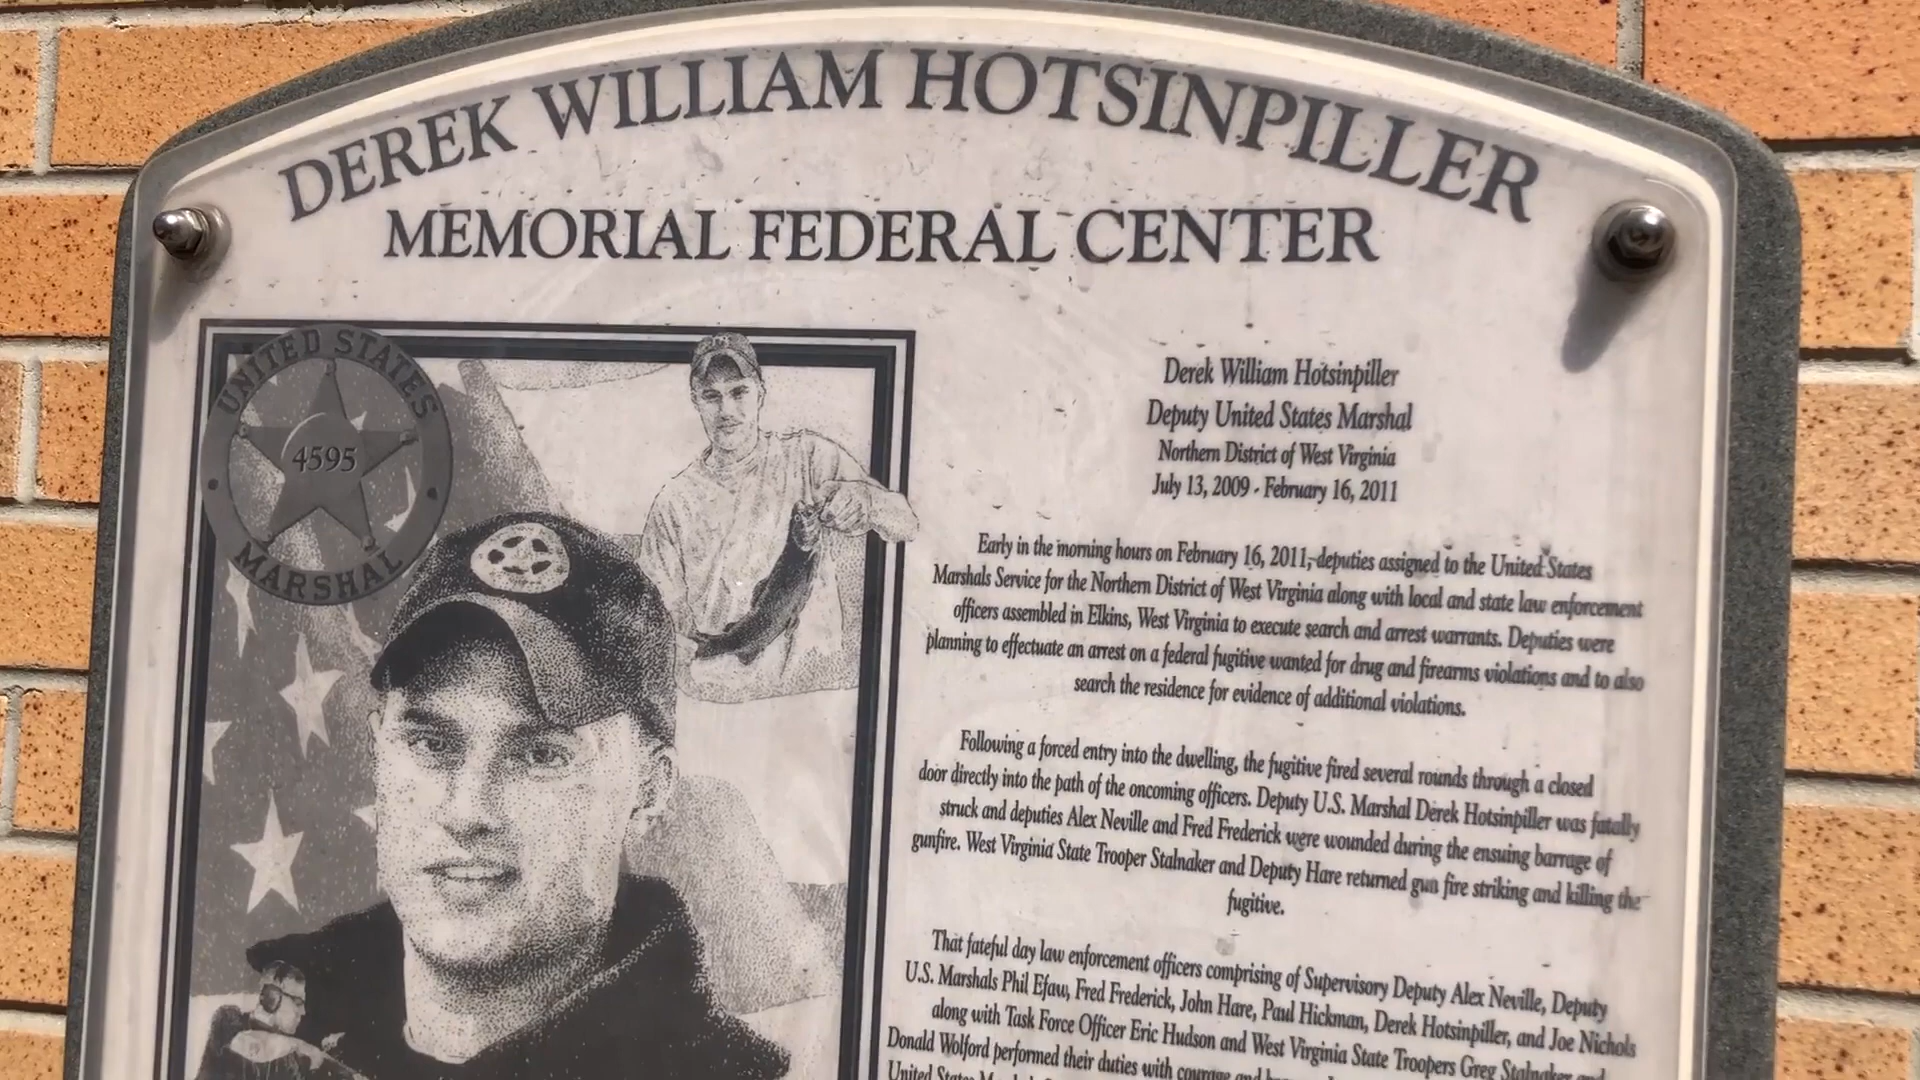 DEREK WILLIAM HOTSINPILLER
MEMORIAL FEDERAL CENTER
UNITED STATES
4595
MARSHAL
Derek William Hotsinpiller
Deputy United States Marshal
Northern District of West Virginia
July 13, 2009 - February 16, 2011
Early in the morning hours on February 16, 2011, deputies assigned to the United States
Marshals Service for the Northern District of West Virginia along with local and state law enforcement
officers assembled in Elkins, West Virginia to execute search and arrest warrants. Deputies were
planning to effectuate an arrest on a federal fugitive wanted for drug and firearms violations and to also
search the residence for evidence of additional violations.
Following a forced entry into the dwelling, the fugitive fired several rounds through a closed
door directly into the path of the oncoming officers. Deputy U.S. Marshal Derek Hotsinpiller was fatally
struck and deputies Alex Neville and Fred Frederick were wounded during the ensuing barrage of
gunfire. West Virginia State Trooper Stalnaker and Deputy Hare returned gun fire striking and killing the
fugitive.
That fateful day law enforcement officers comprising of Supervisory Deputy Alex Neville, Deputy
U.S. Marshals Phil Efaw, Fred Frederick, John Hare, Paul Hickman, Derek Hotsinpiller, and Joe Nichols
along with Task Force Officer Eric Hudson and West Virginia State Troopers Greg Stalnaker and
Donald Wolford performed their duties with courage and
United States